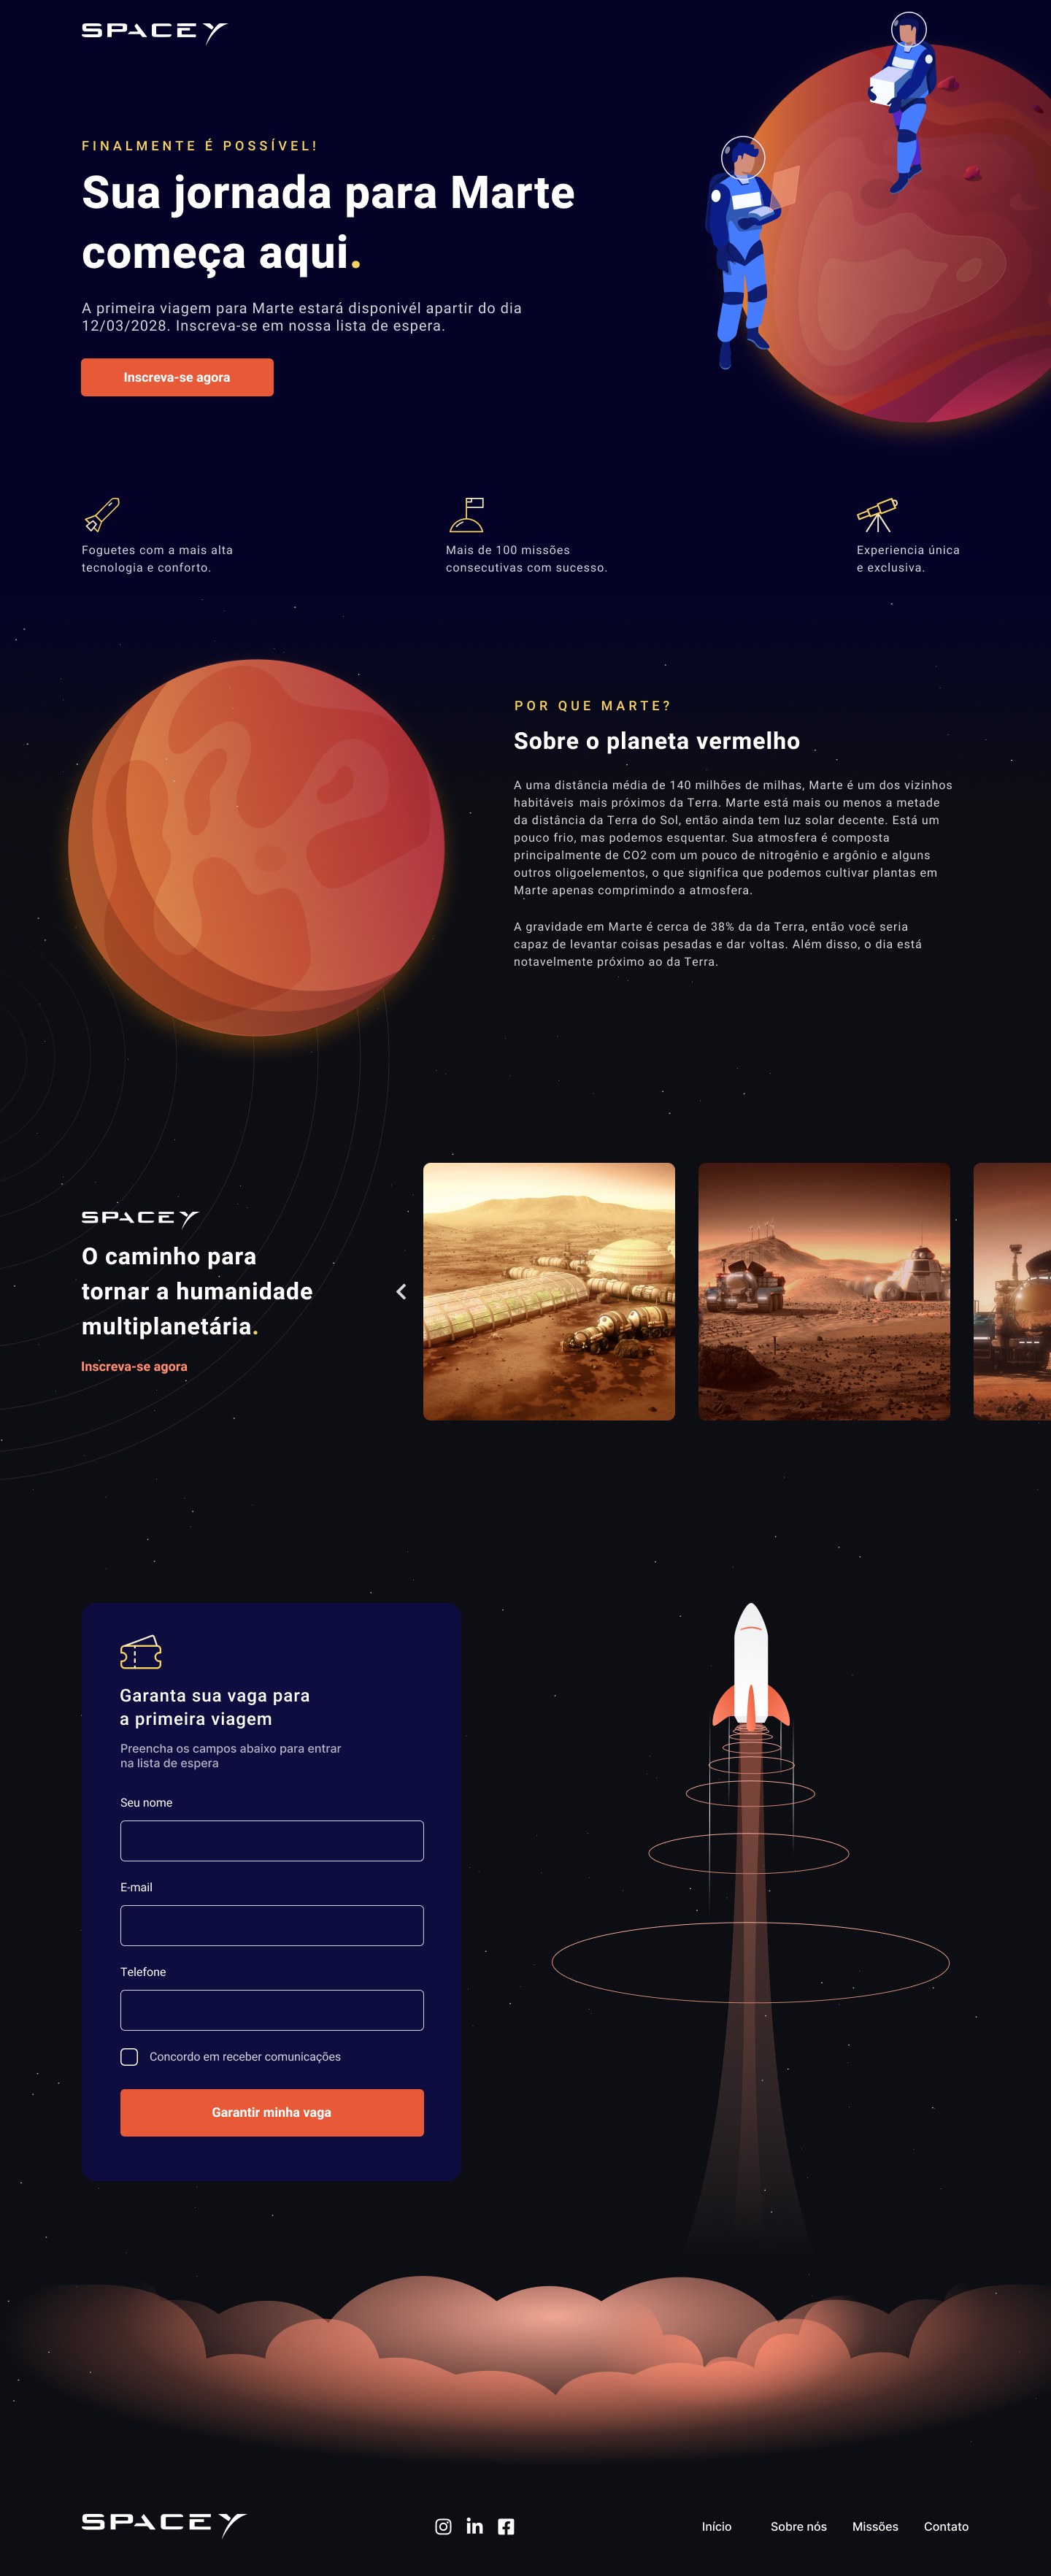 SPACEY
FINALMENTE É POSSÍVEL!
Sua jornada para Marte
começa aqui.
A primeira viagem para Marte estará disponivél apartir do dia
12/03/2028. Inscreva-se em nossa lista de espera.
Inscreva-se agora
Foguetes com a mais alta
tecnologia e conforto.
Mais de 100 missões
consecutivas com sucesso.
Experiencia única
e exclusiva.
POR QUE MARTE?
Sobre o planeta vermelho
A uma distância média de 140 milhões de milhas, Marte é um dos vizinhos
habitáveis mais próximos da Terra. Marte está mais ou menos a metade
da distância da Terra do Sol, então ainda tem luz solar decente. Está um
pouco frio, mas podemos esquentar. Sua atmosfera é composta
principalmente de CO2 com um pouco de nitrogênio e argônio e alguns
outros oligoelementos, o que significa que podemos cultivar plantas em
Marte apenas comprimindo a atmosfera.
A gravidade em Marte é cerca de 38% da da Terra, então você seria
capaz de levantar coisas pesadas e dar voltas. Além disso, o dia está
notavelmente próximo ao da Terra.
SPACEY
O caminho para
tornar a humanidade
multiplanetária.
Inscreva-se agora
Garanta sua vaga para
a primeira viagem
Preencha os campos abaixo para entrar
na lista de espera
Seu nome
E-mail
Telefone
Concordo em receber comunicações
Garantir minha vaga
SPACEY
Início
Sobre nós
Missões
Contato